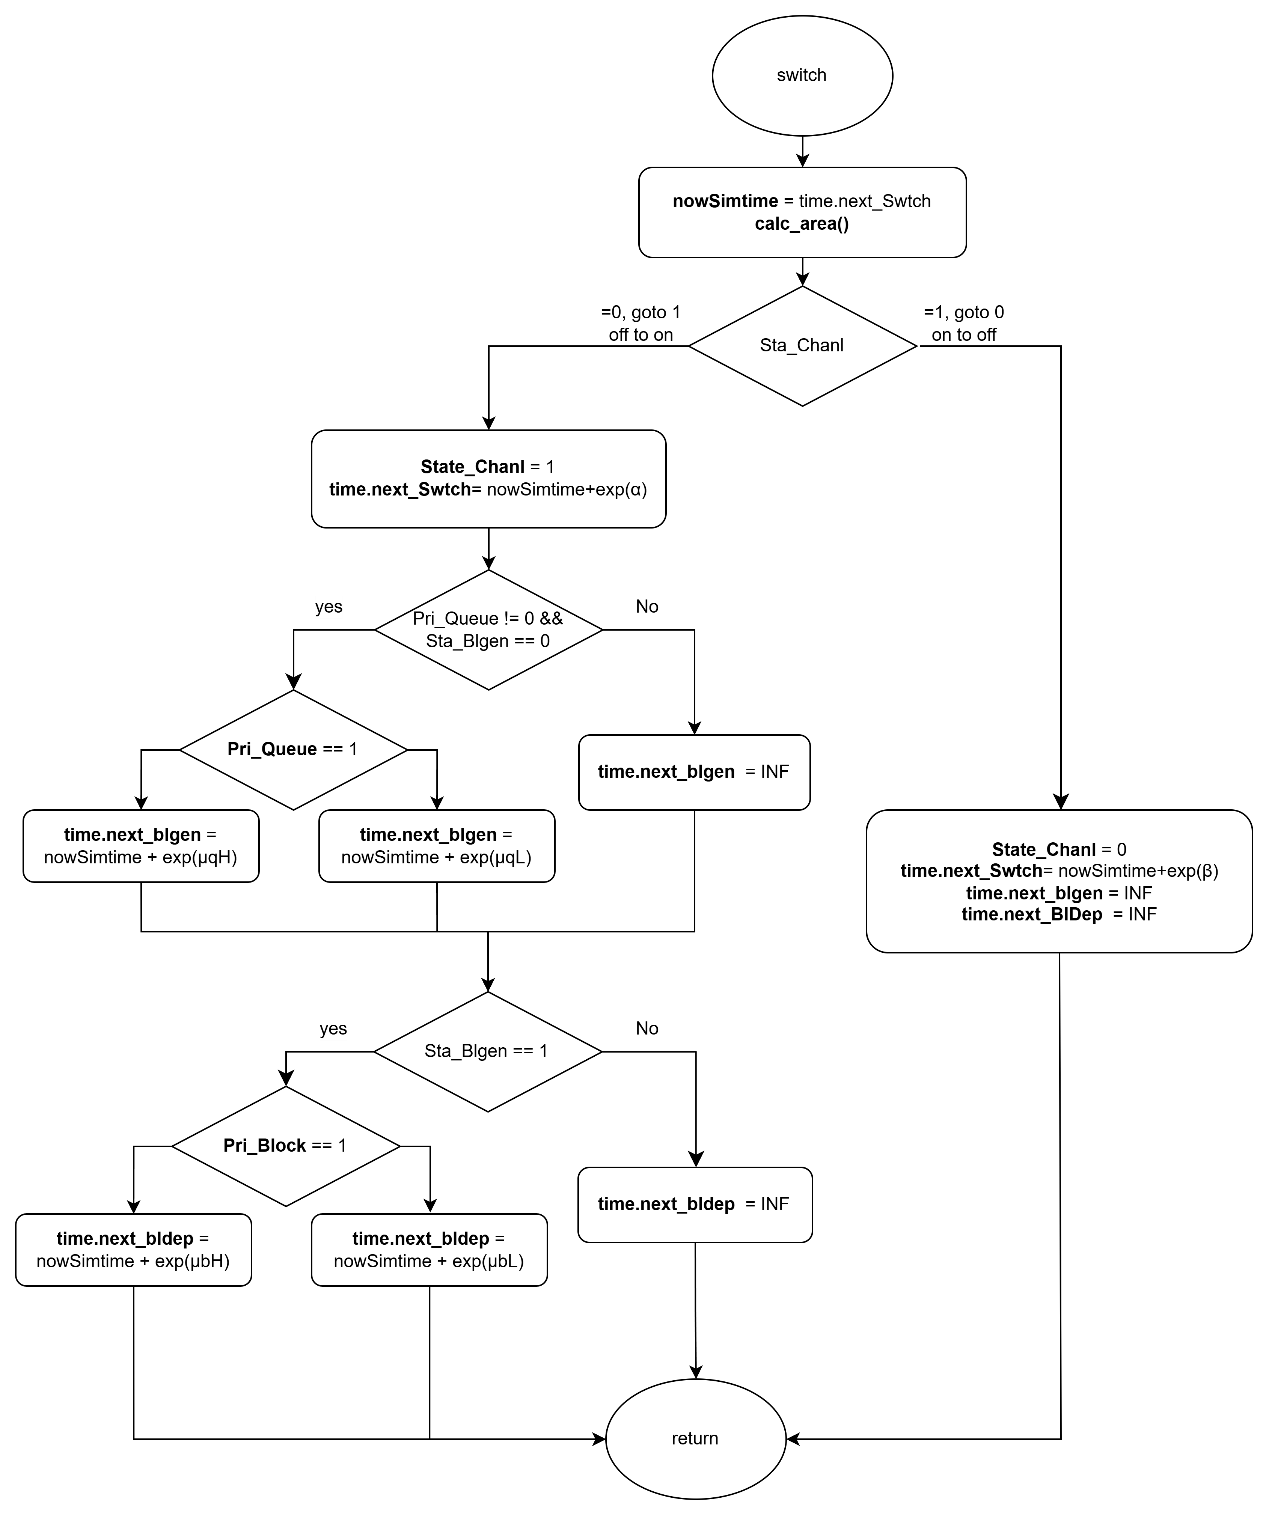 switch
nowSimtime = time.next_Swtch
calc_area()
=0, goto 1
off to on
=1, goto 0
on to off
Sta_Chanl
State_Chanl = 1
time.next_Swtch= nowSimtime+exp(α)
yes
Pri_Queue != 0 &&
Sta_Blgen == 0
No
Pri_Queue == 1
time.next_blgen = INF
time.next_blgen =
nowSimtime + exp(μqH)
time.next_blgen =
nowSimtime + exp(μqL)
State_Chanl = 0
time.next_Swtch= nowSimtime+exp(β)
time.next_blgen = INF
time.next_BlDep = INF
yes
Sta_Blgen == 1
No
Pri_Block == 1
time.next_bldep = INF
time.next_bldep =
nowSimtime + exp(μbH)
time.next_bldep =
nowSimtime + exp(μbL)
return